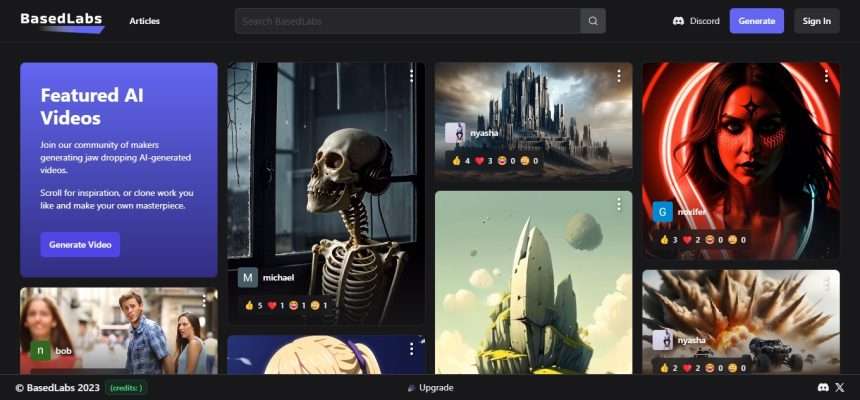 BasedLabs
Articles
Search BasedLabs
Discord
Generate
Sign In
Featured AI
Videos
Join our community of makers
generating jaw dropping AI-generated
videos.
Scroll for inspiration, or clone work you
like and make your own masterpiece.
Generate Video
n
bob
M
michael
5 1 1 1
nyasha
4 3 0 0
G
noxifer
3 2 0 0
nyasha
2 2 0 0
© BasedLabs 2023
(credits: )
Upgrade